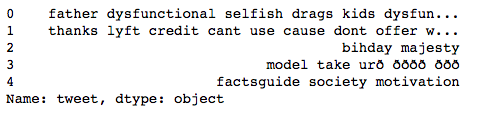 0 father dysfunctional selfish drags kids dysfun...
1 thanks lyft credit cant use cause dont offer w...
2 bihday majesty
3 model take urð ðððð ððð
4 factsguide society motivation
Name: tweet, dtype: object